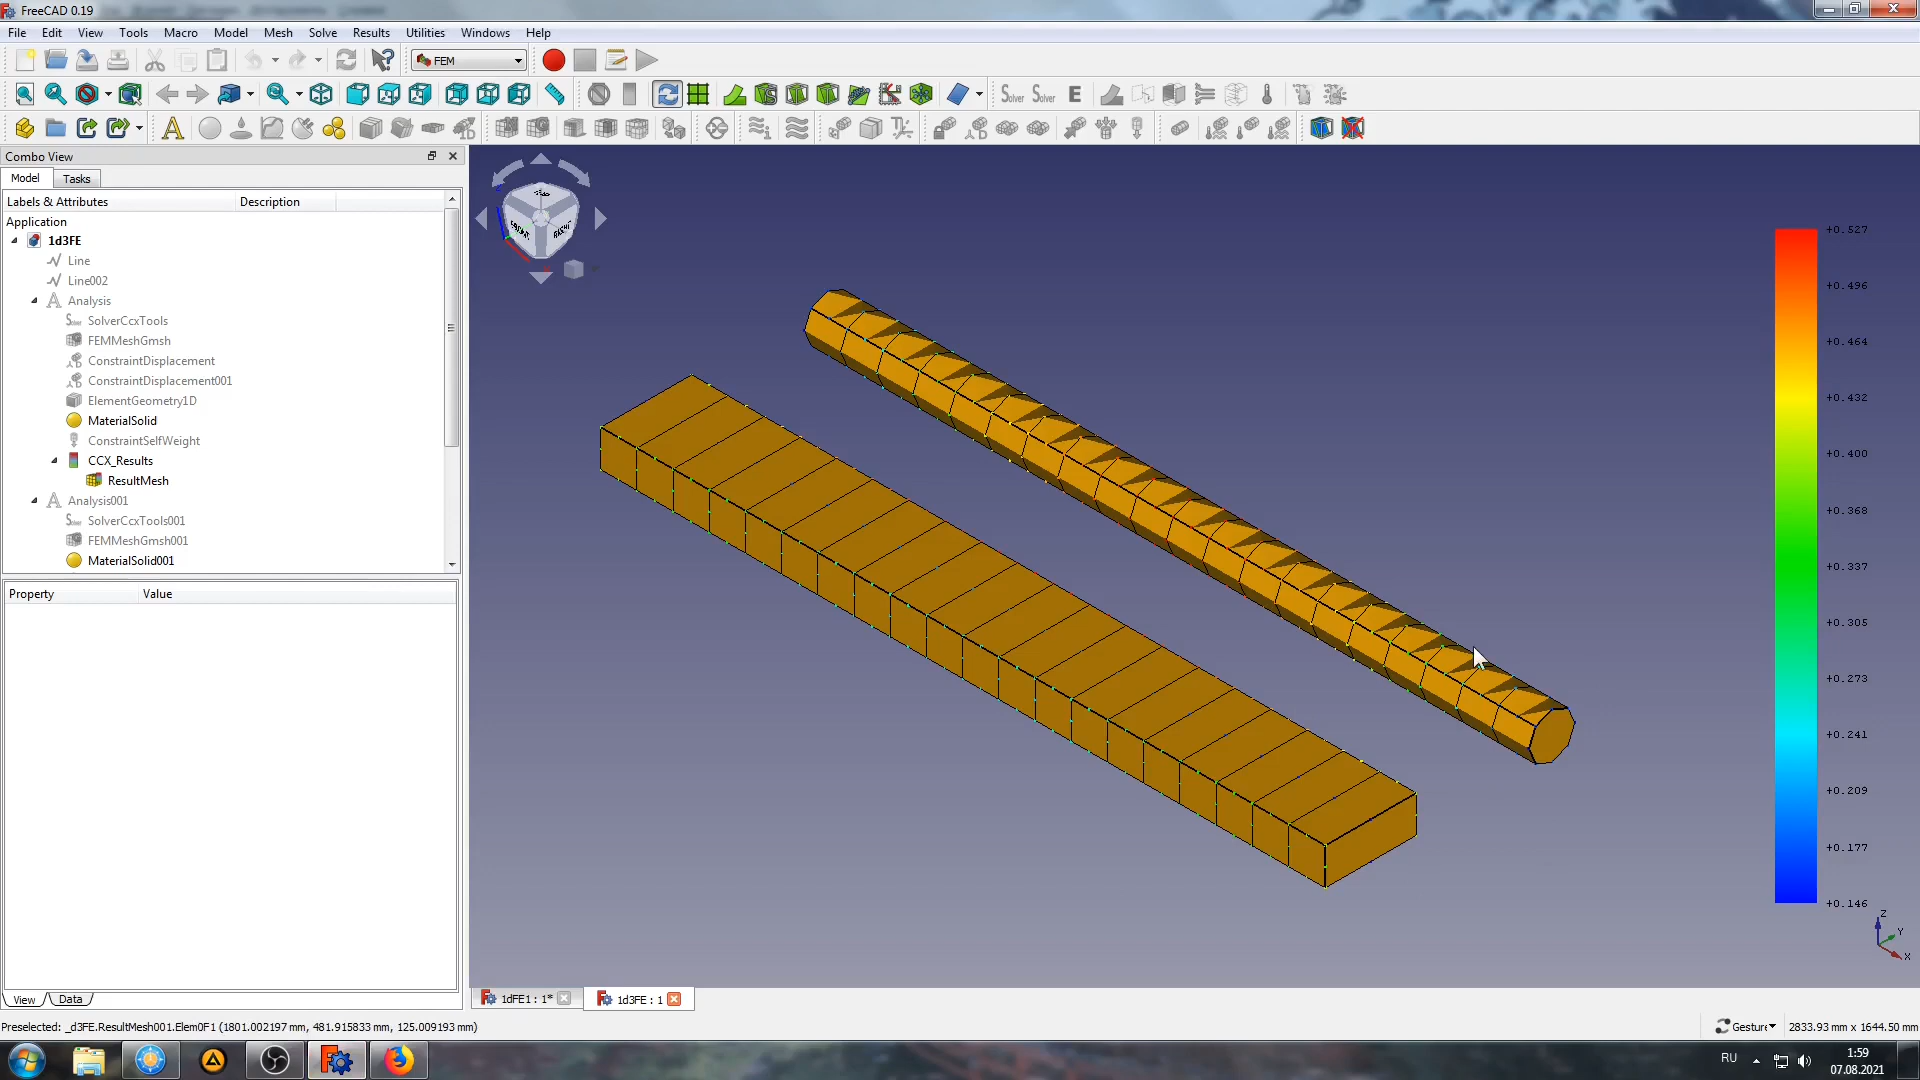 FreeCAD 0.19
File Edit View Tools Macro Model Mesh Solve Results Utilities Windows Help
FEM
Solver Solver E
Combo View
Model Tasks
Labels & Attributes Description
Application
1d3FE
Line
Line002
Analysis
SolverCcxTools
FEMMeshGmsh
ConstraintDisplacement
ConstraintDisplacement001
ElementGeometry1D
MaterialSolid
ConstraintSelfWeight
CCX_Results
ResultMesh
Analysis001
SolverCcxTools001
FEMMeshGmsh001
MaterialSolid001
Property Value
View Data
FRONT RIGHT
+0.527
+0.496
+0.464
+0.432
+0.400
+0.368
+0.337
+0.305
+0.273
+0.241
+0.209
+0.177
+0.146
Z
Y
X
1dFE1 : 1*
1d3FE : 1
Preselected: _d3FE.ResultMesh001.Elem0F1 (1801.002197 mm, 481.915833 mm, 125.009193 mm)
Gesture 2833.93 mm x 1644.50 mm
RU
1:59
07.08.2021